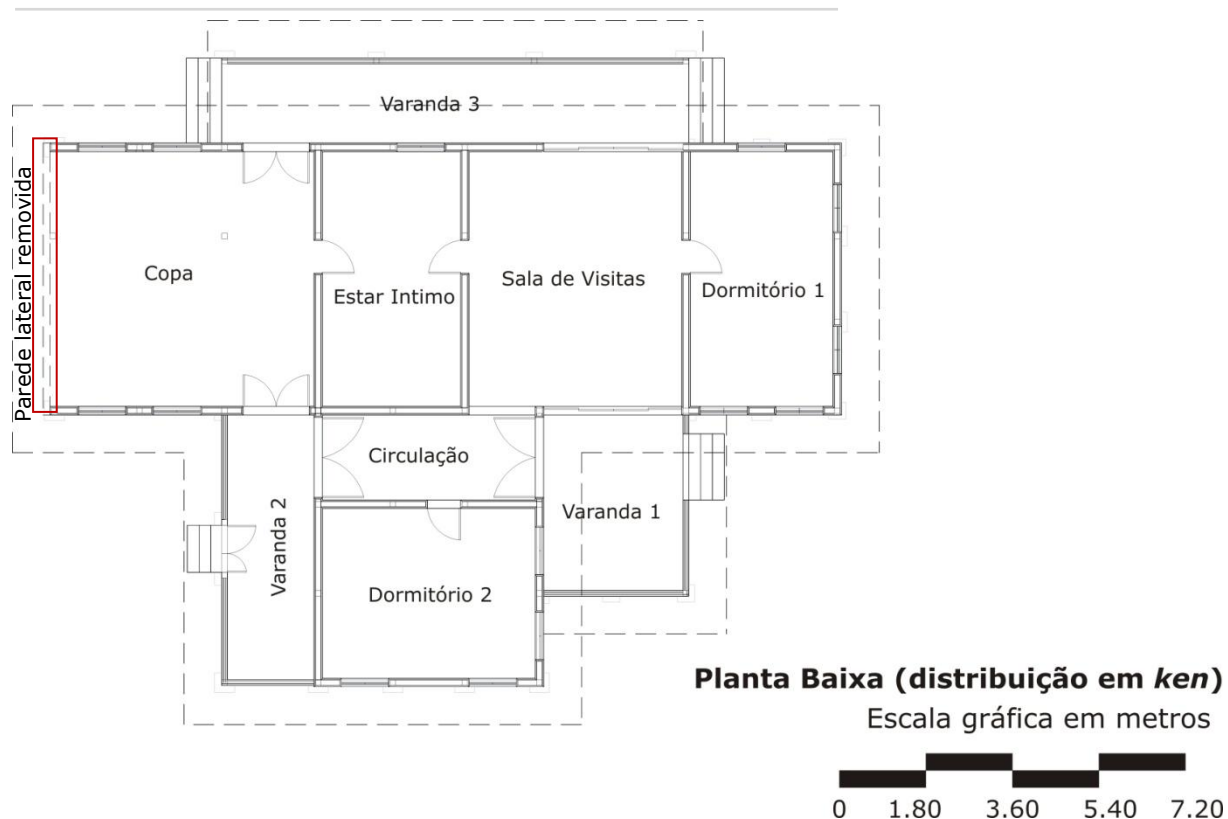 Varanda 3
Parede lateral removida
Copa
Estar Intimo
Sala de Visitas
Dormitório 1
Circulação
Varanda 2
Varanda 1
Dormitório 2
Planta Baixa (distribuição em ken)
Escala gráfica em metros
0 1.80 3.60 5.40 7.20